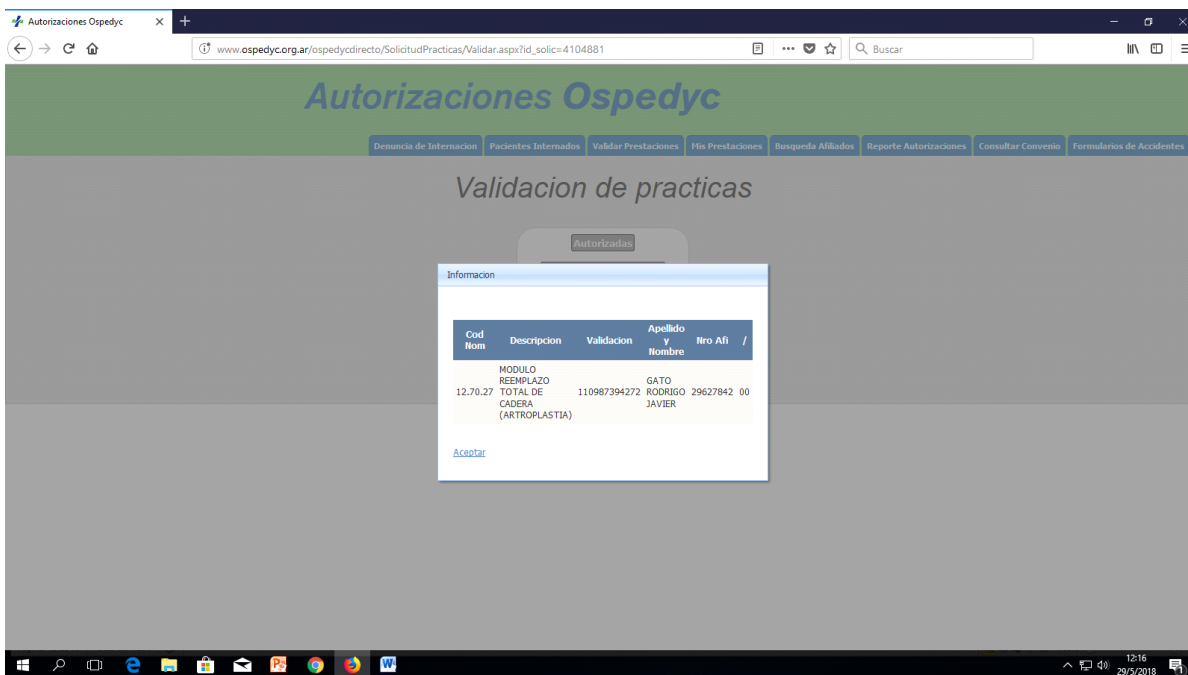 Autorizaciones Ospedyc
www.ospedyc.org.ar/ospedycdirecto/SolicitudPracticas/Validar.aspx?id_solic=4104881
Buscar
Autorizaciones Ospedyc
Denuncia de Internacion Pacientes Internados Validar Prestaciones Mis Prestaciones Busqueda Afiliados Reporte Autorizaciones Consultar Convenio Formularios de Accidentes
Validacion de practicas
Autorizadas
Informacion
Cod Nom Descripcion Validacion Apellido y Nombre Nro Afi /
12.70.27 MODULO REEMPLAZO TOTAL DE CADERA (ARTROPLASTIA) 110987394272 GATO RODRIGO JAVIER 29627842 00
Aceptar
12:16
29/5/2018